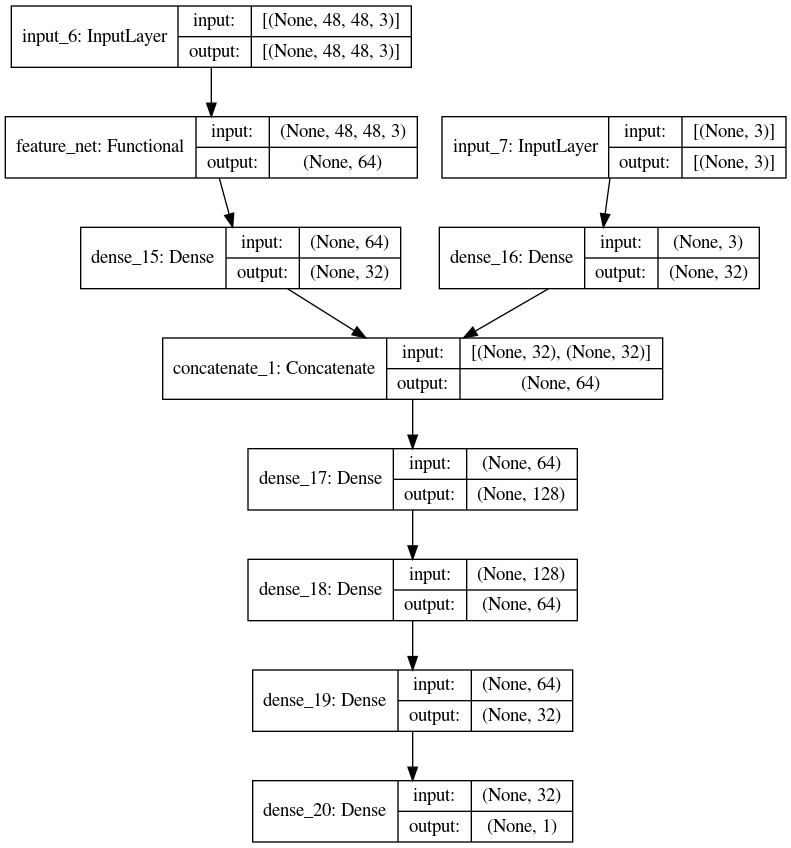 input_6: InputLayer
input:
[(None, 48, 48, 3)]
output:
[(None, 48, 48, 3)]
feature_net: Functional
input:
(None, 48, 48, 3)
output:
(None, 64)
input_7: InputLayer
input:
[(None, 3)]
output:
[(None, 3)]
dense_15: Dense
input:
(None, 64)
output:
(None, 32)
dense_16: Dense
input:
(None, 3)
output:
(None, 32)
concatenate_1: Concatenate
input:
[(None, 32), (None, 32)]
output:
(None, 64)
dense_17: Dense
input:
(None, 64)
output:
(None, 128)
dense_18: Dense
input:
(None, 128)
output:
(None, 64)
dense_19: Dense
input:
(None, 64)
output:
(None, 32)
dense_20: Dense
input:
(None, 32)
output:
(None, 1)